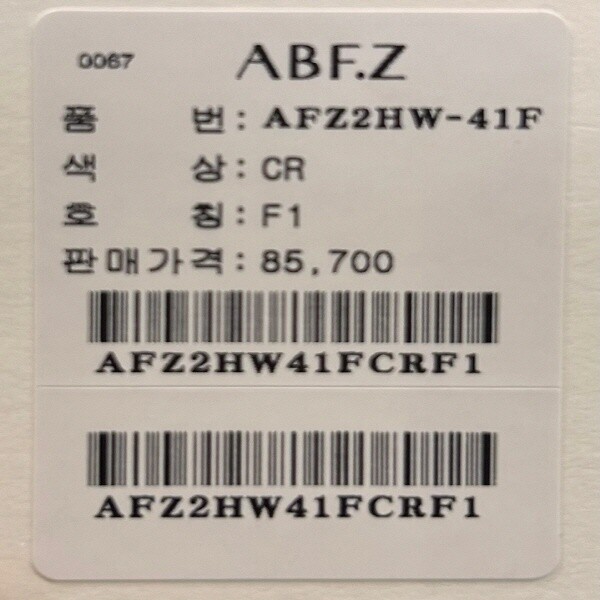 0067 ABF.Z
품 번: AFZ2HW-41F
색 상: CR
호 칭: F1
판매가격: 85,700
AFZ2HW41FCRF1
AFZ2HW41FCRF1